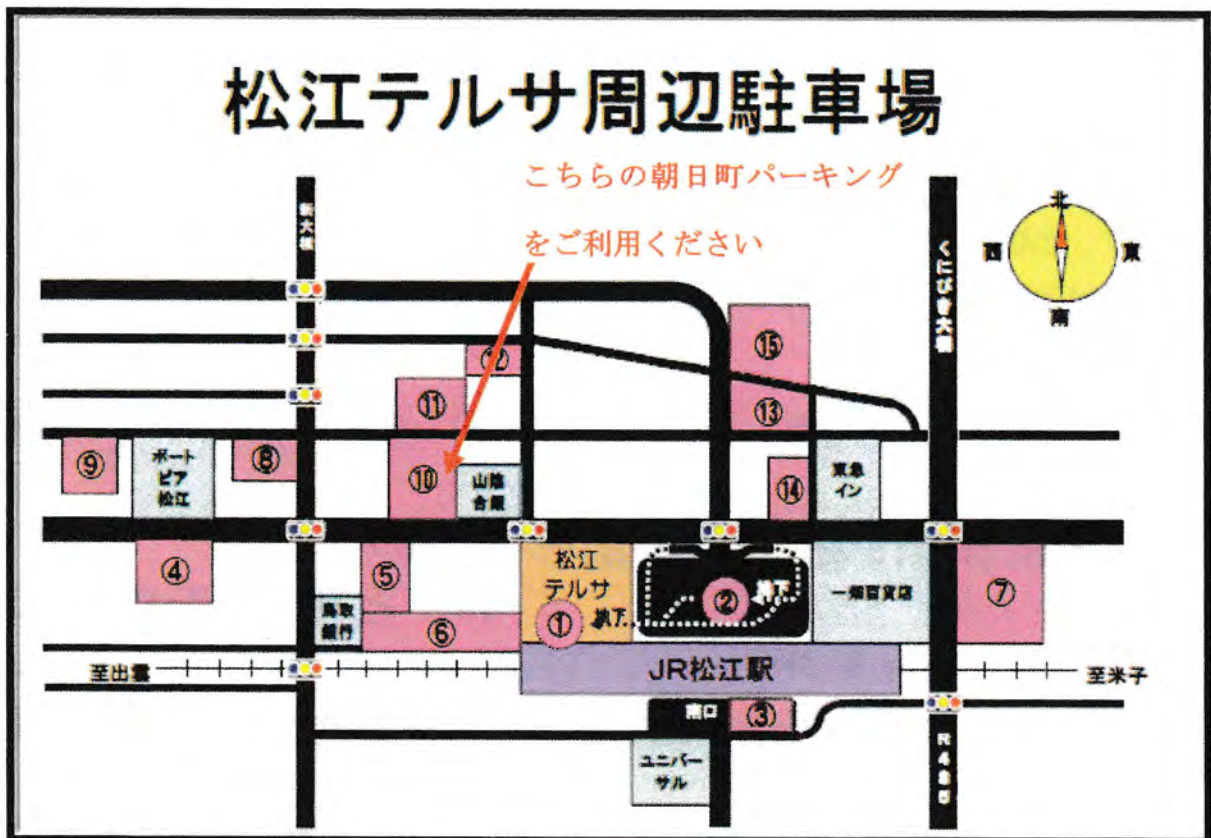 松江テルサ周辺駐車場
こちらの朝日町パーキング
をご利用ください
新大橋
くにびき大橋
北
西
東
南
⑮
⑫
⑪
⑬
⑨
ポート
ピア
松江
⑧
⑩
山陰
合銀
⑭
東急
イン
④
⑤
松江
テルサ
②
地下
一畑百貨店
⑦
鳥取
銀行
⑥
①
地下
至出雲
JR松江駅
至米子
南口
③
ユニバー
サル